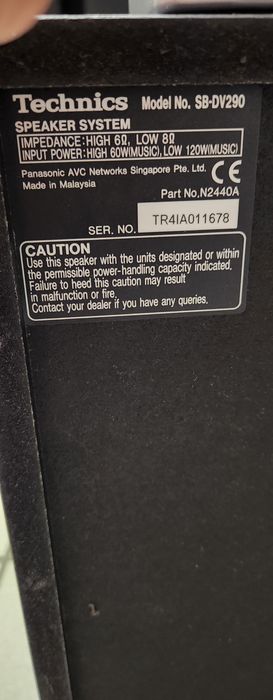 Technics Model No. SB-DV290
SPEAKER SYSTEM
IMPEDANCE:HIGH 6Ω, LOW 8Ω
INPUT POWER:HIGH 60W(MUSIC), LOW 120W(MUSIC)
Panasonic AVC Networks Singapore Pte. Ltd. CE
Made in Malaysia
Part No.N2440A
SER. NO. TR4IA011678
CAUTION
Use this speaker with the units designated or within
the permissible power-handling capacity indicated.
Failure to heed this caution may result
in malfunction or fire.
Contact your dealer if you have any queries.